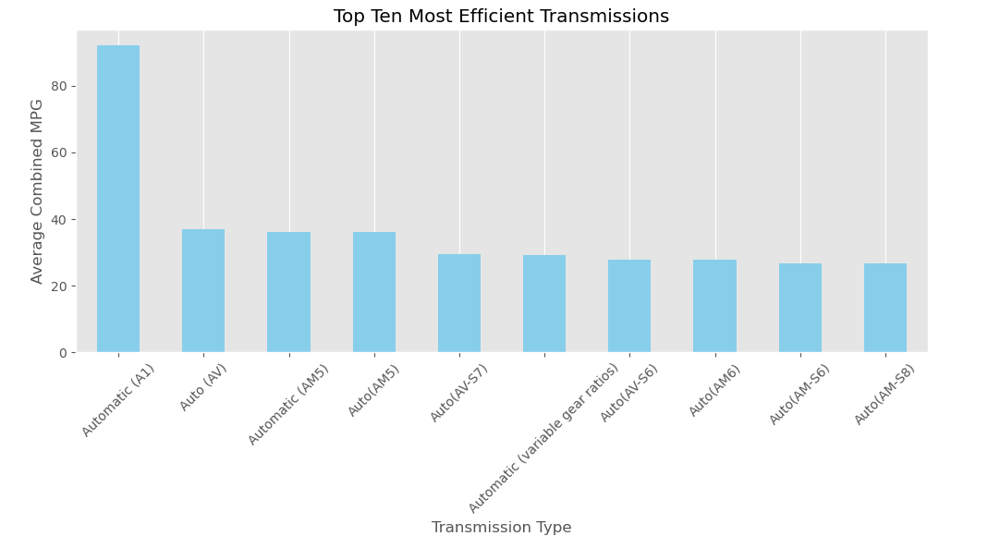 Top Ten Most Efficient Transmissions
Average Combined MPG
80
60
40
20
0
Automatic (A1)
Auto (AV)
Automatic (AM5)
Auto(AM5)
Auto(AV-S7)
Automatic (variable gear ratios)
Auto(AV-S6)
Auto(AM6)
Auto(AM-S6)
Auto(AM-S8)
Transmission Type